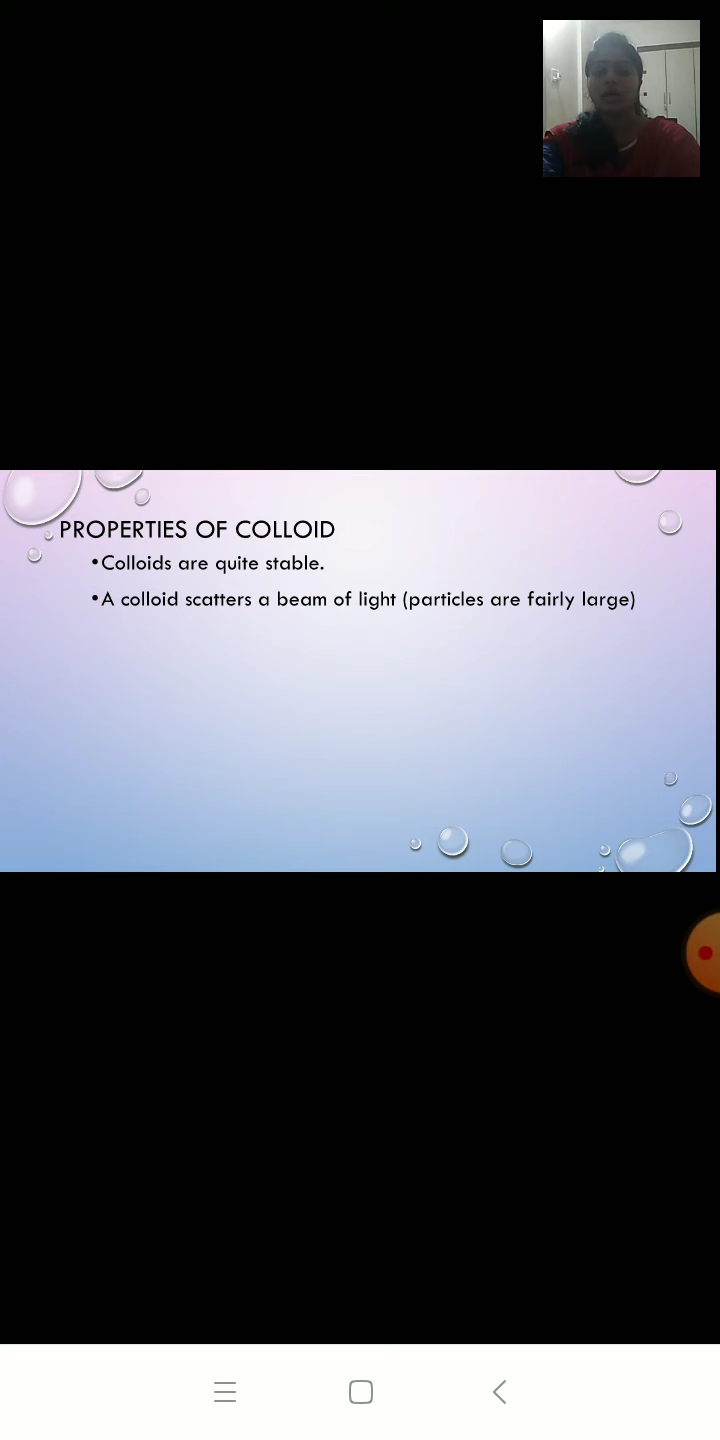 PROPERTIES OF COLLOID
•Colloids are quite stable.
•A colloid scatters a beam of light (particles are fairly large)